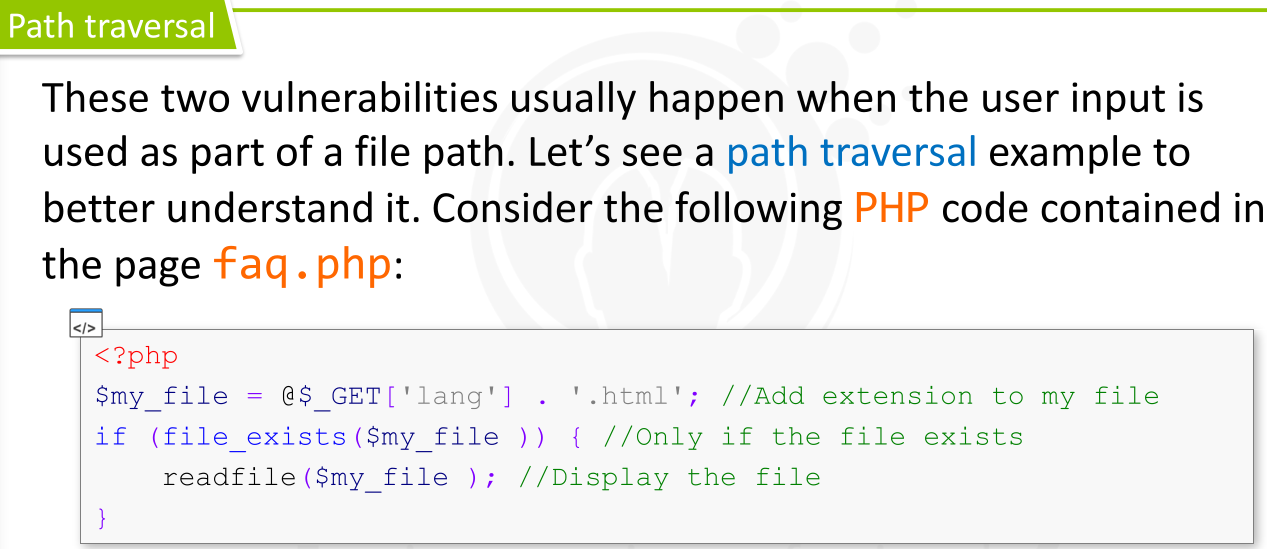 Path traversal
These two vulnerabilities usually happen when the user input is
used as part of a file path. Let’s see a path traversal example to
better understand it. Consider the following PHP code contained in
the page faq.php:
</>
<?php
$my_file = @$_GET['lang'] . '.html'; //Add extension to my file
if (file_exists($my_file )) { //Only if the file exists
    readfile($my_file ); //Display the file
}